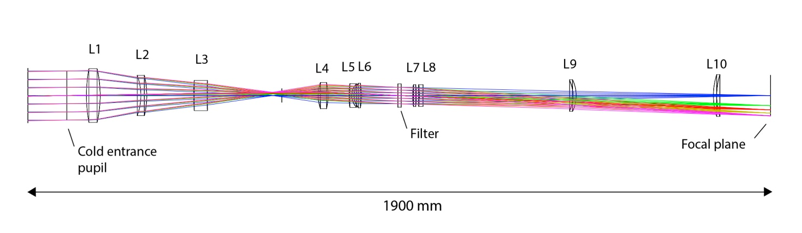 L1
L2
L3
L4
L5 L6
L7 L8
L9
L10
Cold entrance
pupil
Filter
Focal plane
1900 mm